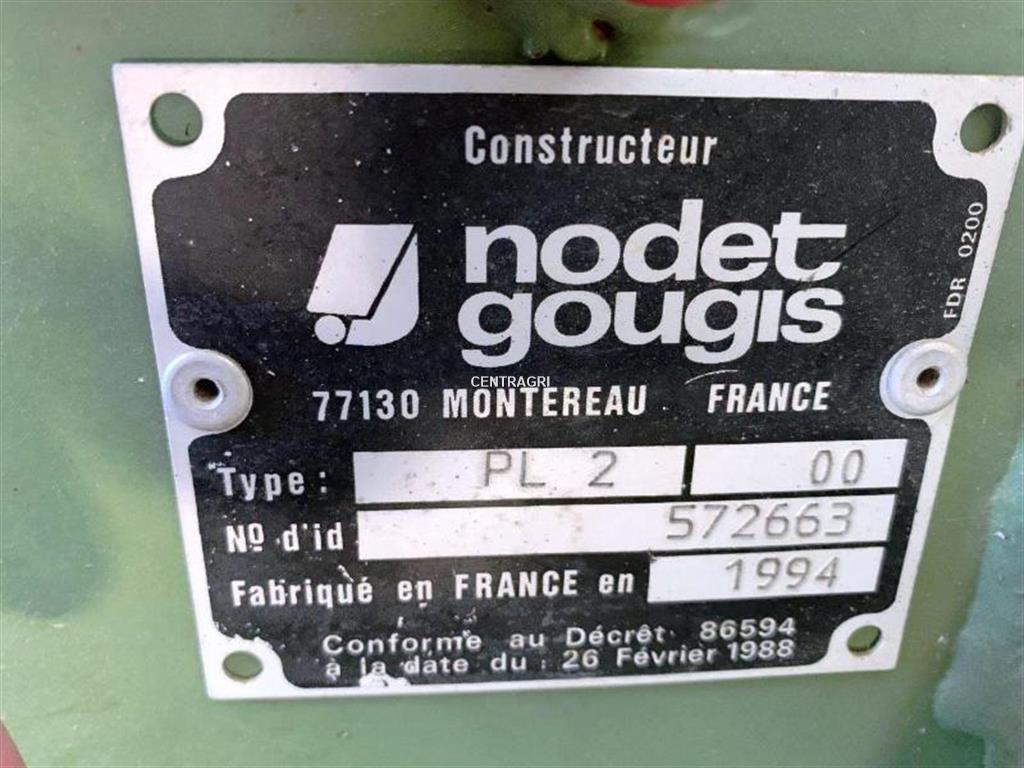 Constructeur
nodet
gougis
FDR 0200
CENTRAGRI
77130 MONTEREAU FRANCE
Type : PL 2 00
Nº d'id 572663
Fabriqué en FRANCE en 1994
Conforme au Décrêt 86594
à la date du : 26 Février 1988